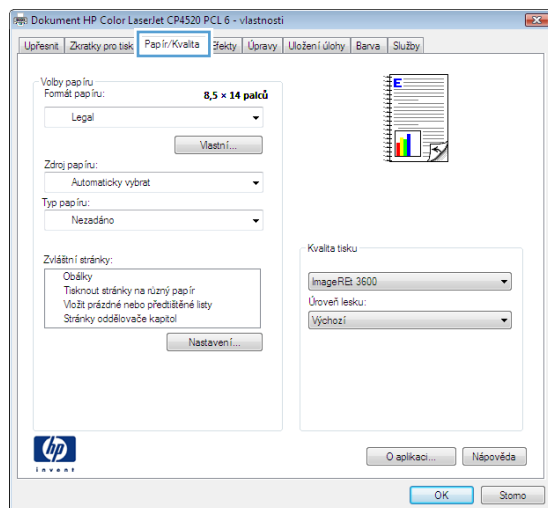 Dokument HP Color LaserJet CP4520 PCL 6 - vlastnosti
Upřesnit Zkratky pro tisk Papír/Kvalita Efekty Úpravy Uložení úlohy Barva Služby
Volby papíru
Formát papíru: 8,5 × 14 palců
Legal
Vlastní...
Zdroj papíru:
Automaticky vybrat
Typ papíru:
Nezadáno
Zvláštní stránky:
Obálky
Tisknout stránky na různý papír
Vložit prázdné nebo předtištěné listy
Stránky oddělovače kapitol
Nastavení...
E
Kvalita tisku
ImageREt 3600
Úroveň lesku:
Výchozí
hp
invent
O aplikaci... Nápověda
OK Storno